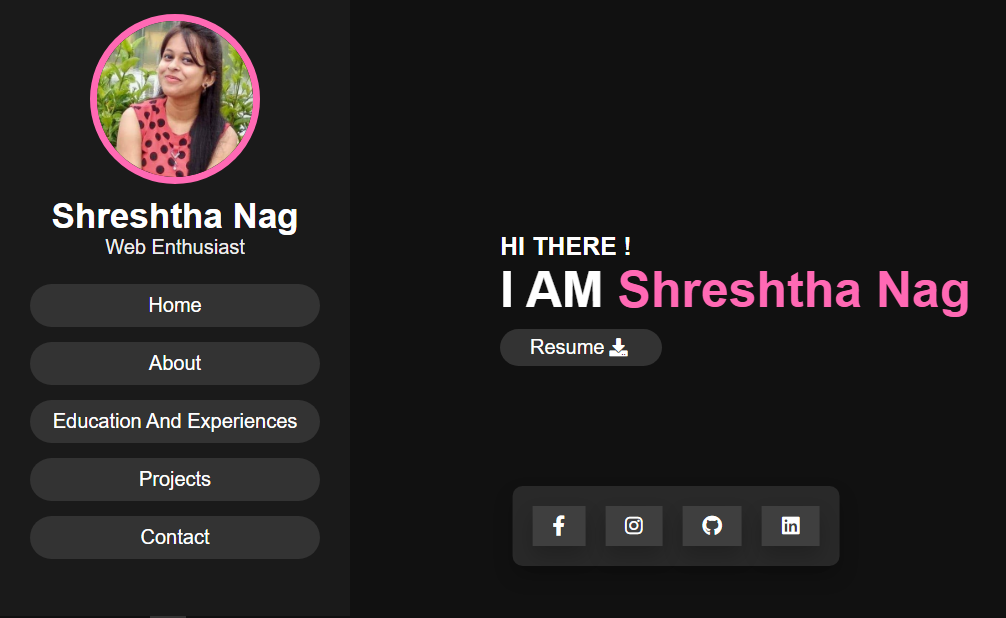 Shreshtha Nag
Web Enthusiast
Home
About
Education And Experiences
Projects
Contact
HI THERE !
I AM Shreshtha Nag
Resume